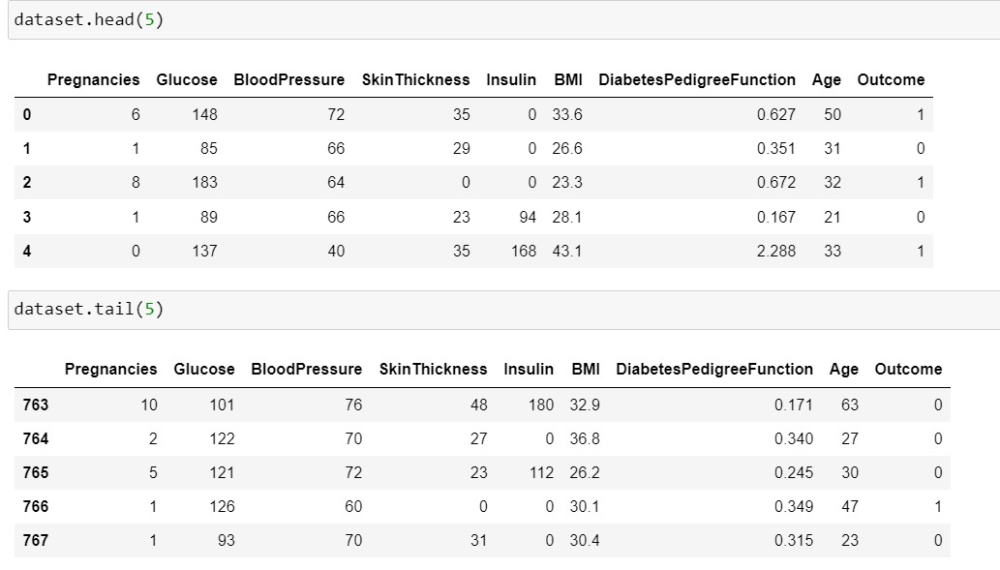 dataset.head(5)
Pregnancies Glucose BloodPressure SkinThickness Insulin BMI DiabetesPedigreeFunction Age Outcome
0 6 148 72 35 0 33.6 0.627 50 1
1 1 85 66 29 0 26.6 0.351 31 0
2 8 183 64 0 0 23.3 0.672 32 1
3 1 89 66 23 94 28.1 0.167 21 0
4 0 137 40 35 168 43.1 2.288 33 1
dataset.tail(5)
Pregnancies Glucose BloodPressure SkinThickness Insulin BMI DiabetesPedigreeFunction Age Outcome
763 10 101 76 48 180 32.9 0.171 63 0
764 2 122 70 27 0 36.8 0.340 27 0
765 5 121 72 23 112 26.2 0.245 30 0
766 1 126 60 0 0 30.1 0.349 47 1
767 1 93 70 31 0 30.4 0.315 23 0